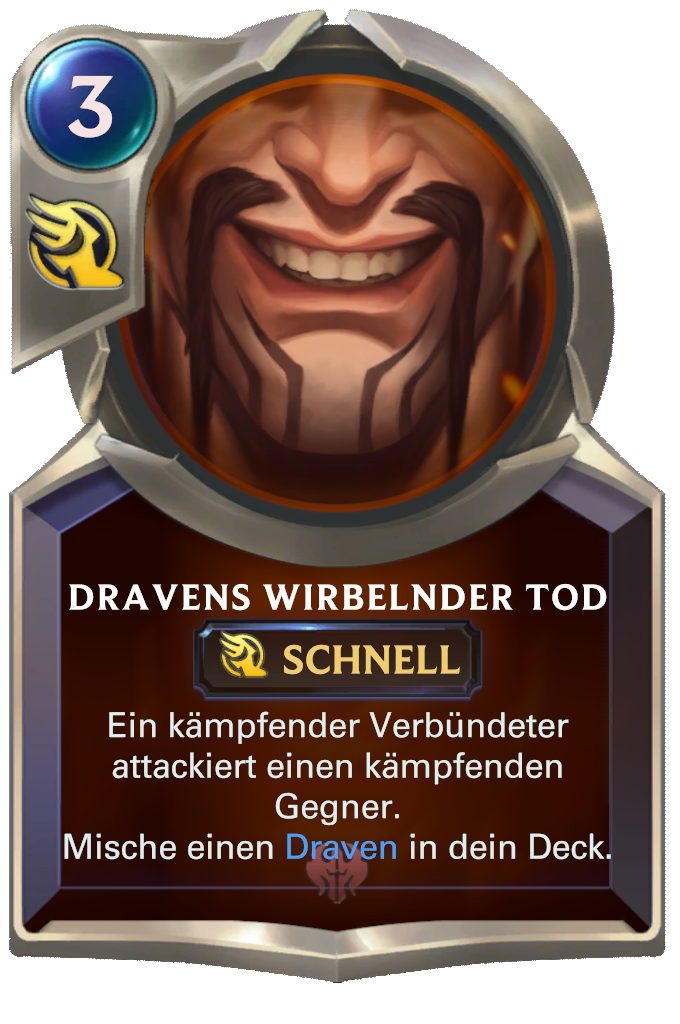 3
DRAVENS WIRBELNDER TOD
SCHNELL
Ein kämpfender Verbündeter
attackiert einen kämpfenden
Gegner.
Mische einen Draven in dein Deck.